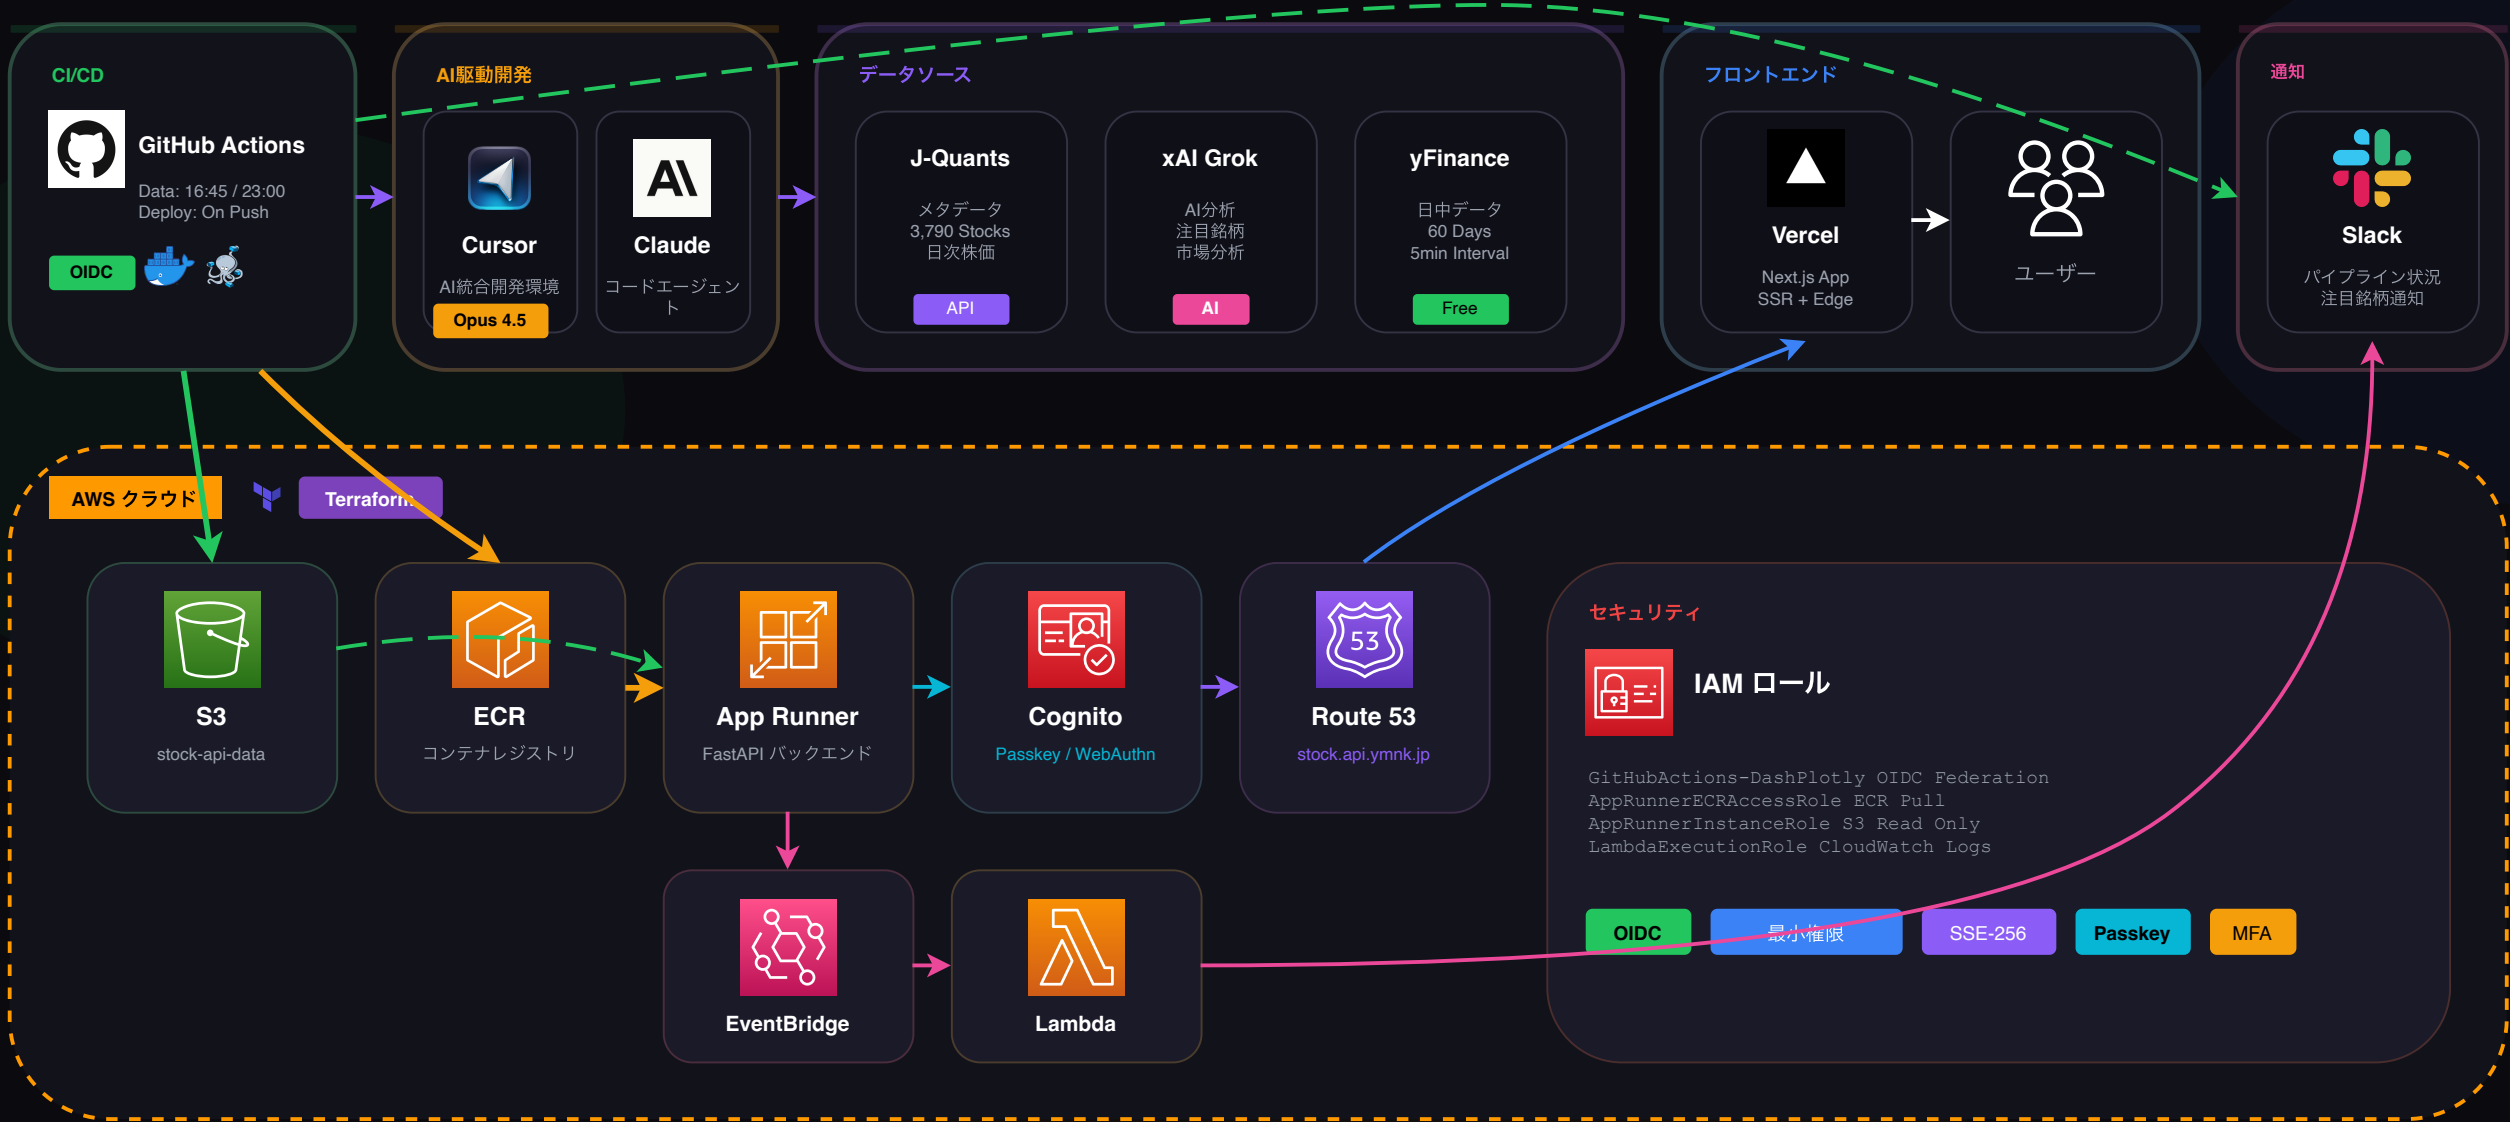 CI/CD
GitHub Actions
Data: 16:45 / 23:00
Deploy: On Push
OIDC
AI駆動開発
Cursor
AI統合開発環境
Opus 4.5
Claude
コードエージェン
ト
データソース
J-Quants
メタデータ
3,790 Stocks
日次株価
API
xAI Grok
AI分析
注目銘柄
市場分析
AI
yFinance
日中データ
60 Days
5min Interval
Free
フロントエンド
Vercel
Next.js App
SSR + Edge
ユーザー
通知
Slack
パイプライン状況
注目銘柄通知
AWS クラウド
Terraform
S3
stock-api-data
ECR
コンテナレジストリ
App Runner
FastAPI バックエンド
Cognito
Passkey / WebAuthn
53
Route 53
stock.api.ymnk.jp
EventBridge
Lambda
セキュリティ
IAM ロール
GitHubActions-DashPlotly OIDC Federation
AppRunnerECRAccessRole ECR Pull
AppRunnerInstanceRole S3 Read Only
LambdaExecutionRole CloudWatch Logs
OIDC
最小権限
SSE-256
Passkey
MFA